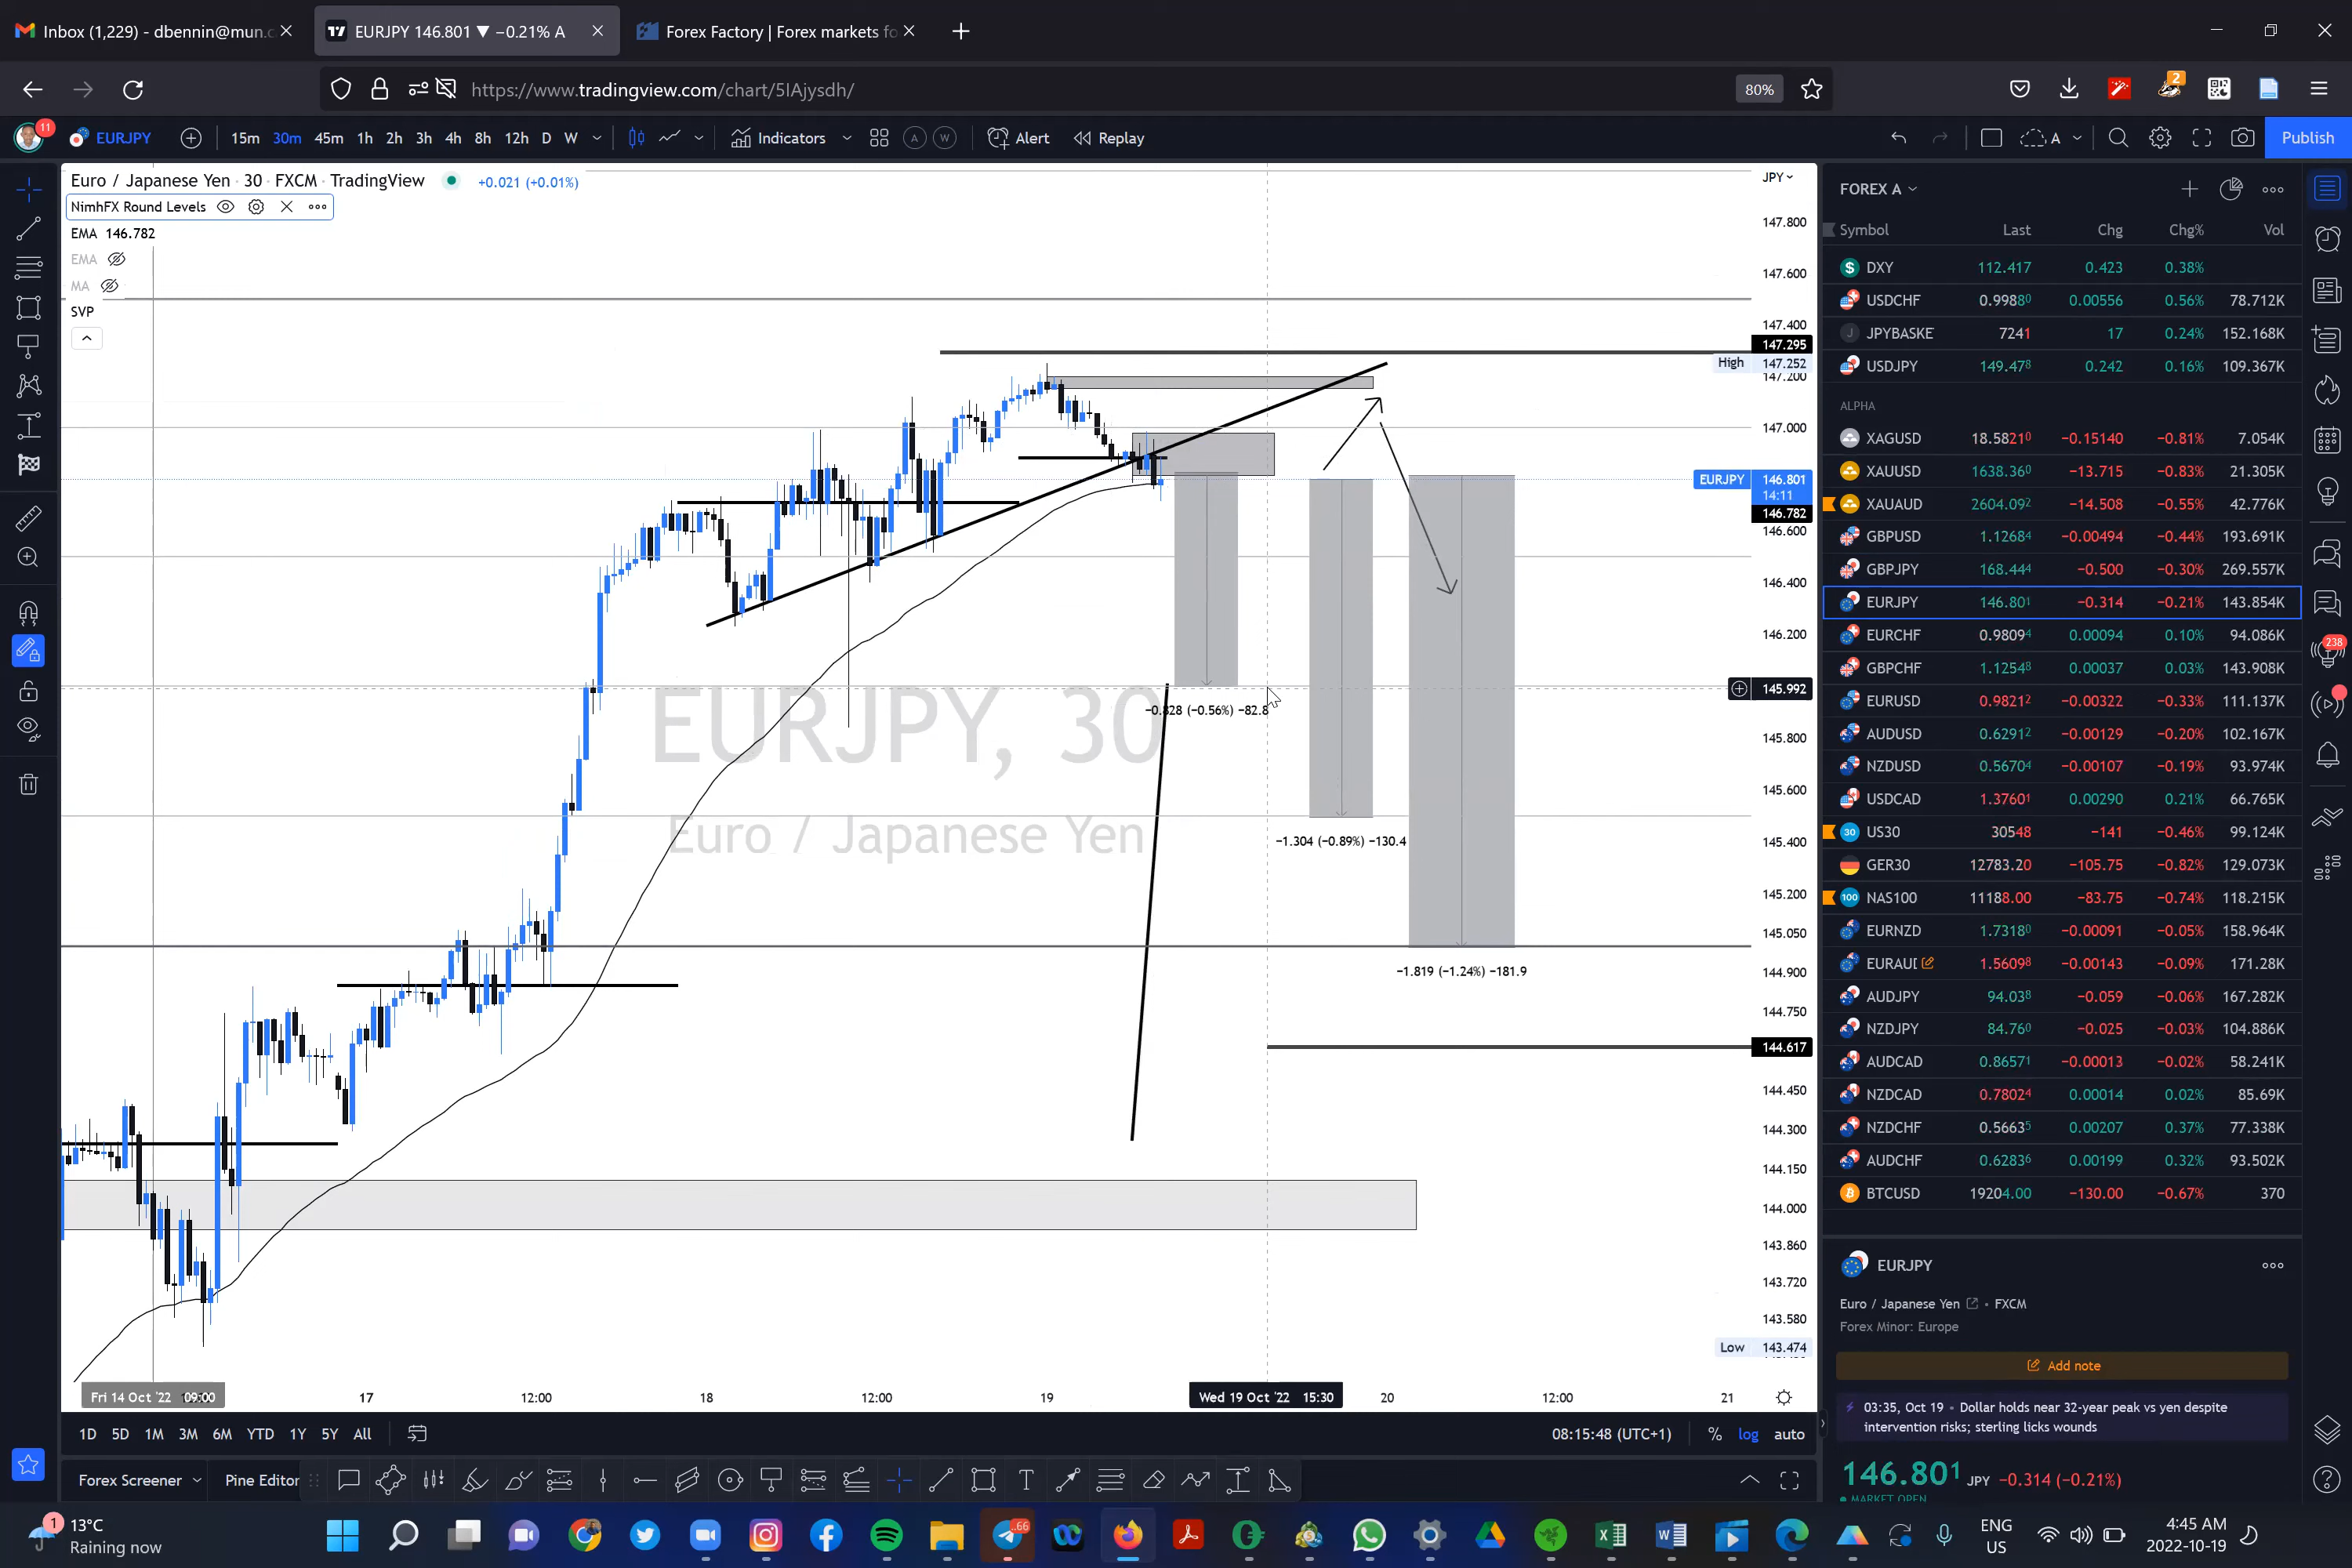 Inbox (1,229) - dbennin@mun.c
EURJPY 146.801 ▼ −0.21% A
Forex Factory | Forex markets fo
https://www.tradingview.com/chart/5IAjysdh/
80%
2
11
EURJPY
15m 30m 45m 1h 2h 3h 4h 8h 12h D W
Indicators
A W
Alert
Replay
A
Publish
Euro / Japanese Yen · 30 · FXCM · TradingView
+0.021 (+0.01%)
NimhFX Round Levels
EMA 146.782
EMA
MA
SVP
EURJPY, 30
Euro / Japanese Yen
−0.828 (−0.56%) −82.8
−1.304 (−0.89%) −130.4
−1.819 (−1.24%) −181.9
JPY
147.800
147.600
147.400
147.295
High 147.252
147.200
147.000
EURJPY 146.801
14:11
146.782
146.600
146.400
146.200
145.992
145.800
145.600
145.400
145.200
145.050
144.900
144.750
144.617
144.450
144.300
144.150
144.000
143.860
143.720
143.580
Low 143.474
Fri 14 Oct '22 09:00
17
12:00
18
12:00
19
Wed 19 Oct '22 15:30
20
12:00
21
1D 5D 1M 3M 6M YTD 1Y 5Y All
08:15:48 (UTC+1)
% log auto
Forex Screener
Pine Editor
FOREX A
Symbol Last Chg Chg% Vol
DXY 112.417 0.423 0.38%
USDCHF 0.99880 0.00556 0.56% 78.712K
JPYBASKE 7241 17 0.24% 152.168K
USDJPY 149.478 0.242 0.16% 109.367K
ALPHA
XAGUSD 18.58210 −0.15140 −0.81% 7.054K
XAUUSD 1638.360 −13.715 −0.83% 21.305K
XAUAUD 2604.092 −14.508 −0.55% 42.776K
GBPUSD 1.12684 −0.00494 −0.44% 193.691K
GBPJPY 168.444 −0.500 −0.30% 269.557K
EURJPY 146.801 −0.314 −0.21% 143.854K
EURCHF 0.98094 0.00094 0.10% 94.086K
GBPCHF 1.12548 0.00037 0.03% 143.908K
EURUSD 0.98212 −0.00322 −0.33% 111.137K
AUDUSD 0.62912 −0.00129 −0.20% 102.167K
NZDUSD 0.56704 −0.00107 −0.19% 93.974K
USDCAD 1.37601 0.00290 0.21% 66.765K
US30 30548 −141 −0.46% 99.124K
GER30 12783.20 −105.75 −0.82% 129.073K
NAS100 11188.00 −83.75 −0.74% 118.215K
EURNZD 1.73180 −0.00091 −0.05% 158.964K
EURAUI 1.56098 −0.00143 −0.09% 171.28K
AUDJPY 94.038 −0.059 −0.06% 167.282K
NZDJPY 84.760 −0.025 −0.03% 104.886K
AUDCAD 0.86571 −0.00013 −0.02% 58.241K
NZDCAD 0.78024 0.00014 0.02% 85.69K
NZDCHF 0.56635 0.00207 0.37% 77.338K
AUDCHF 0.62836 0.00199 0.32% 93.502K
BTCUSD 19204.00 −130.00 −0.67% 370
EURJPY
Euro / Japanese Yen • FXCM
Forex Minor: Europe
Add note
03:35, Oct 19 • Dollar holds near 32-year peak vs yen despite
intervention risks; sterling licks wounds
146.801 JPY −0.314 (−0.21%)
MARKET OPEN
238
1
13°C
Raining now
66
ENG
US
4:45 AM
2022-10-19